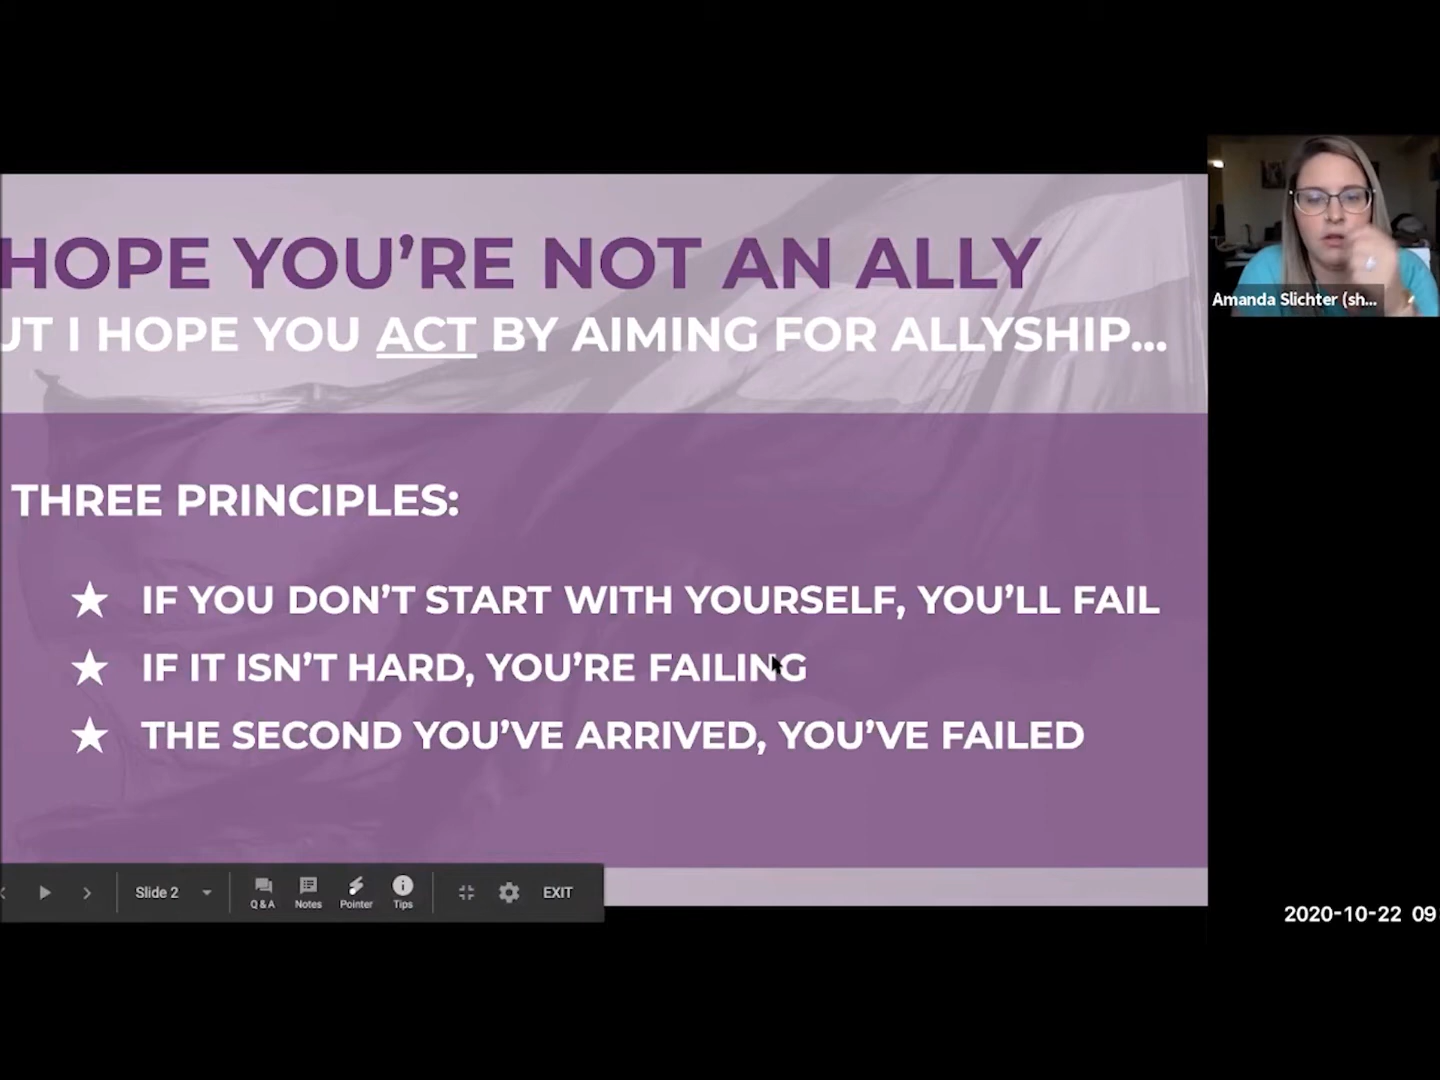 HOPE YOU'RE NOT AN ALLY
UT I HOPE YOU ACT BY AIMING FOR ALLYSHIP...
THREE PRINCIPLES:
★ IF YOU DON'T START WITH YOURSELF, YOU'LL FAIL
★ IF IT ISN'T HARD, YOU'RE FAILING
★ THE SECOND YOU'VE ARRIVED, YOU'VE FAILED
Amanda Slichter (sh...
Slide 2
Q & A
Notes
Pointer
Tips
EXIT
2020-10-22 09